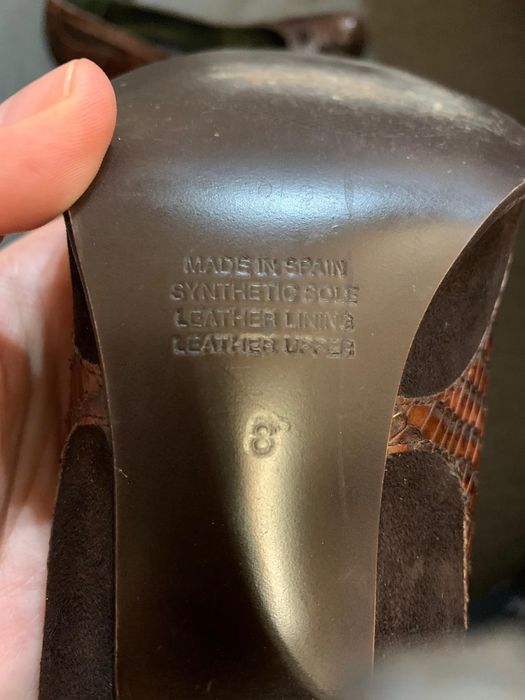 MADE IN SPAIN
SYNTHETIC SOLE
LEATHER LINING
LEATHER UPPER
8